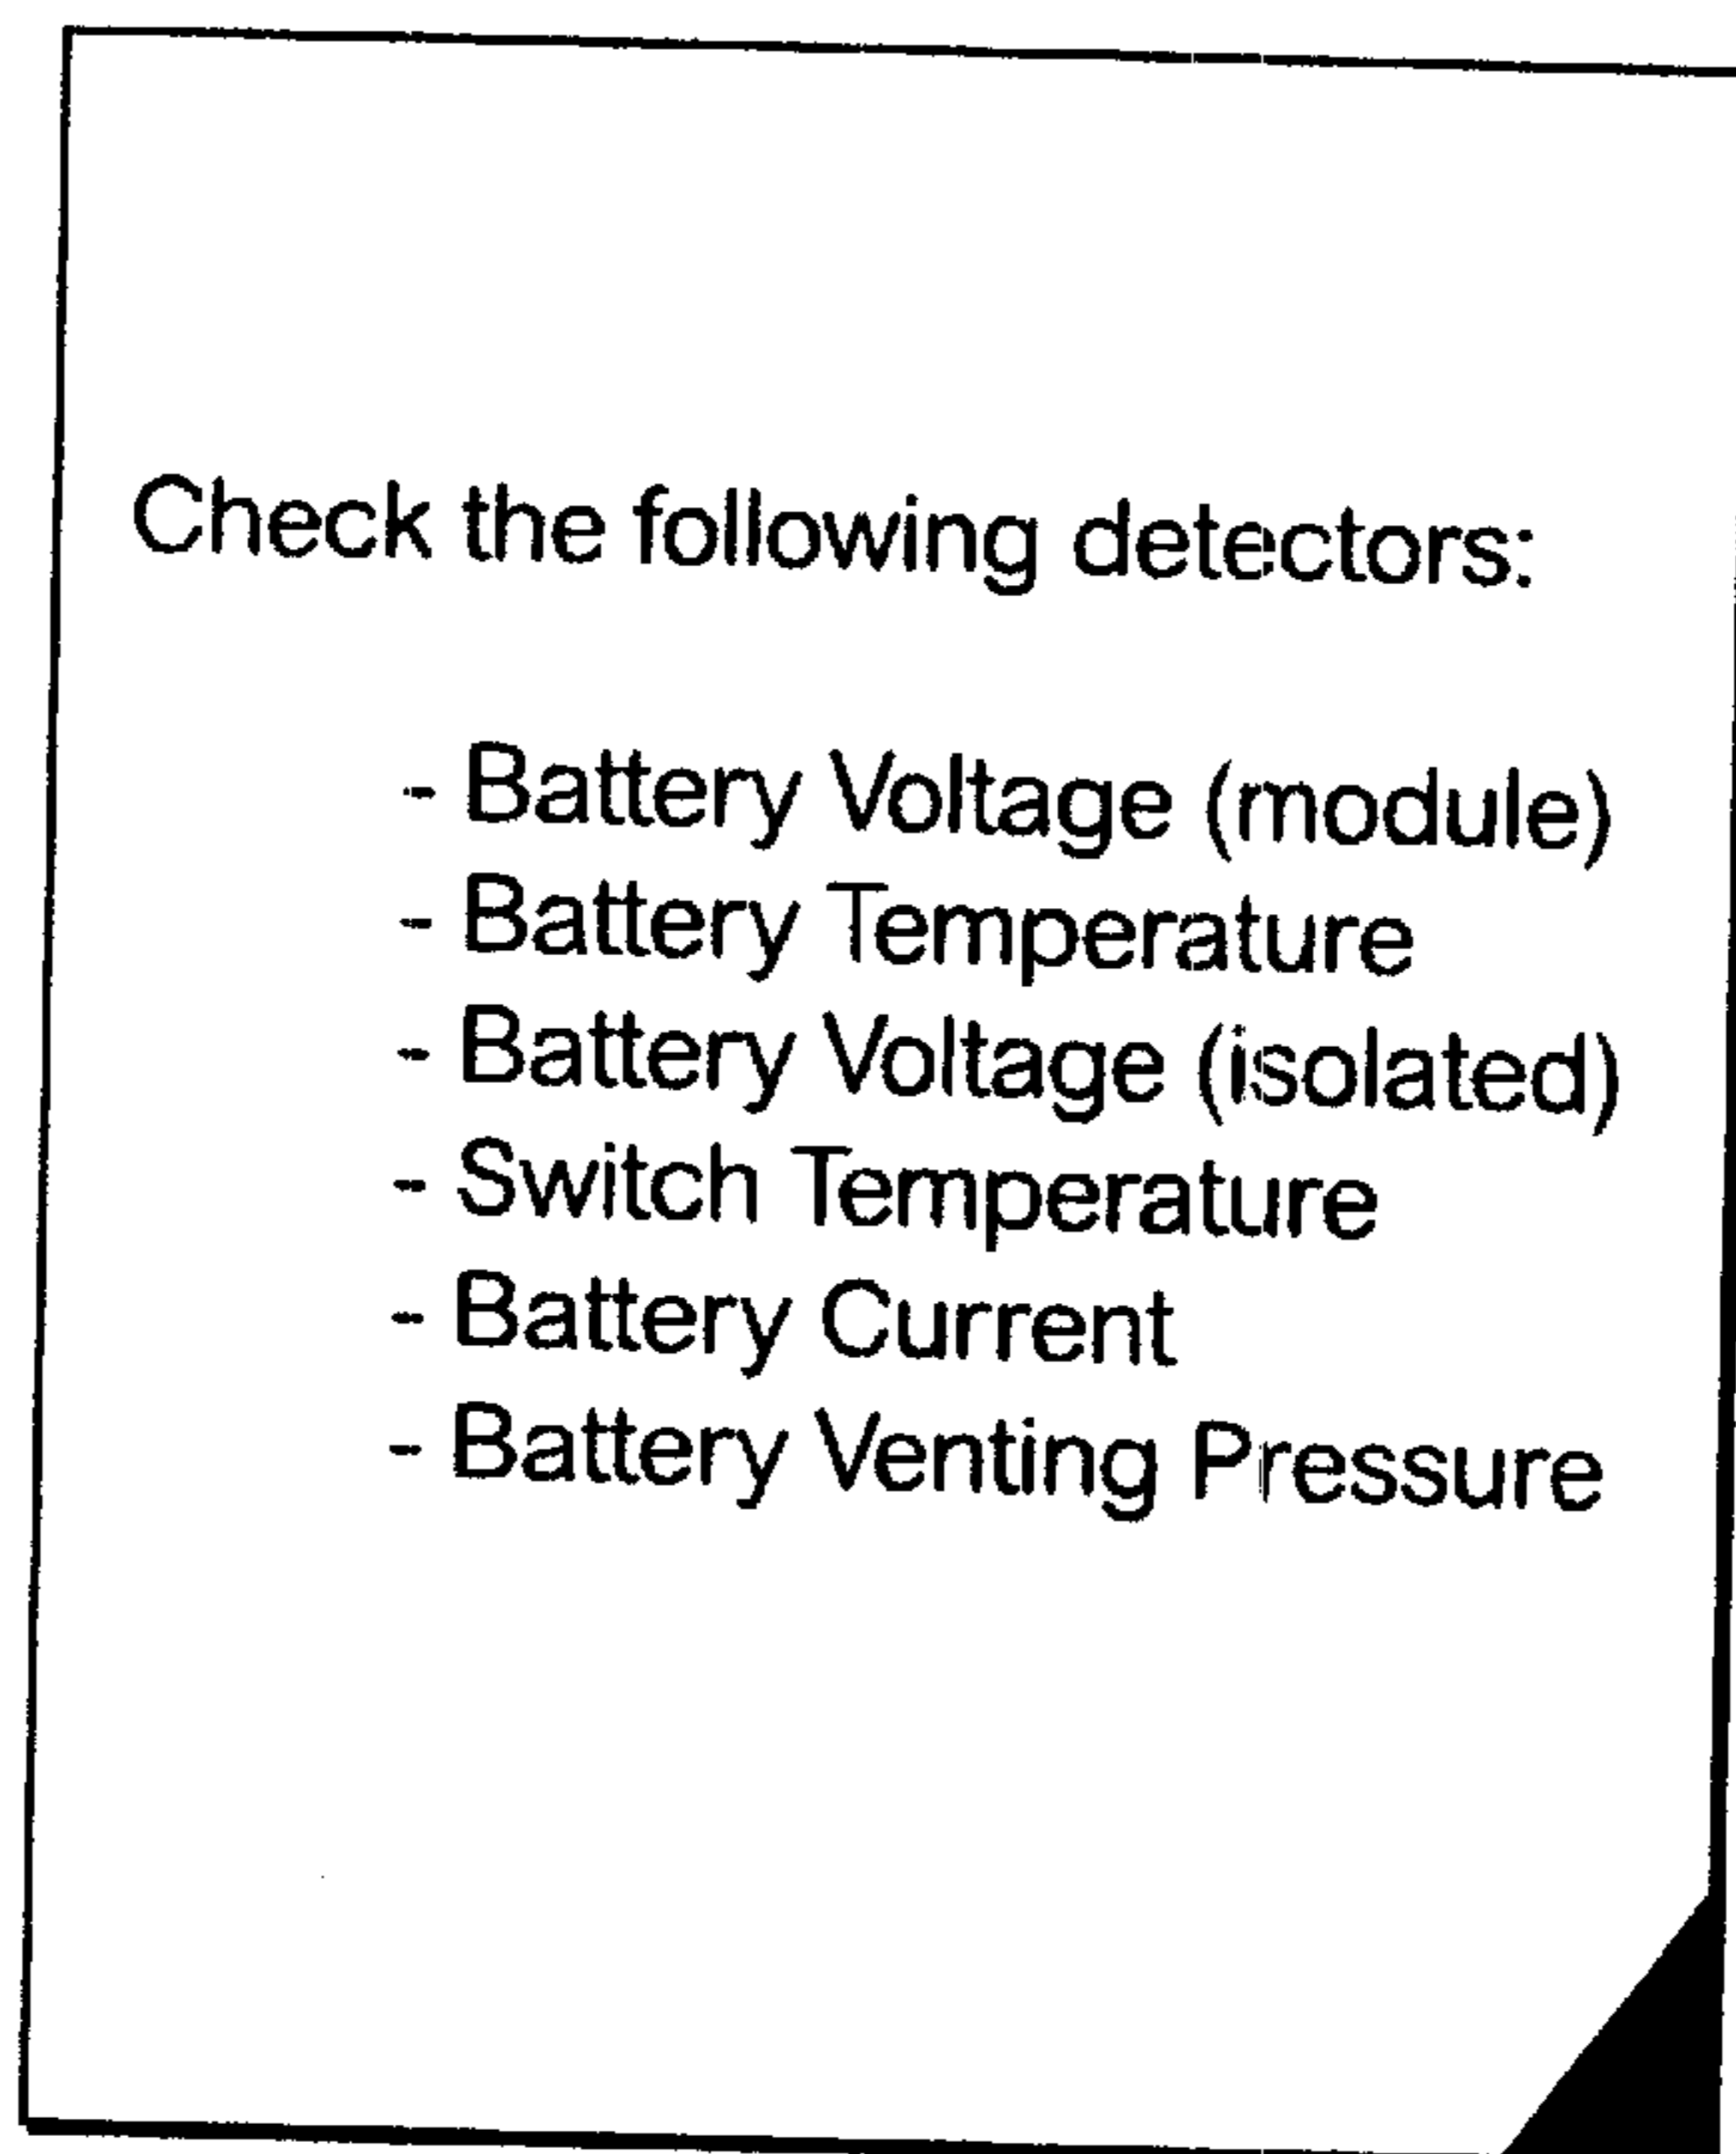 Check the following detectors:
- Battery Voltage (module)
- Battery Temperature
- Battery Voltage (isolated)
- Switch Temperature
- Battery Current
- Battery Venting Pressure